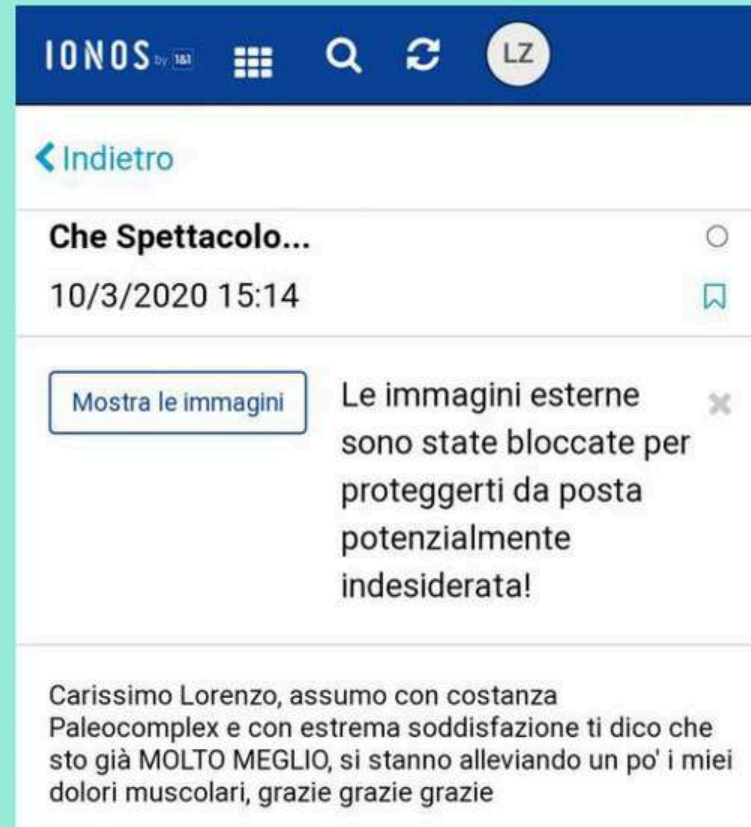 IONOS by 1&1
LZ
Indietro
Che Spettacolo...
10/3/2020 15:14
Mostra le immagini
Le immagini esterne
sono state bloccate per
proteggerti da posta
potenzialmente
indesiderata!
Carissimo Lorenzo, assumo con costanza
Paleocomplex e con estrema soddisfazione ti dico che
sto già MOLTO MEGLIO, si stanno alleviando un po' i miei
dolori muscolari, grazie grazie grazie